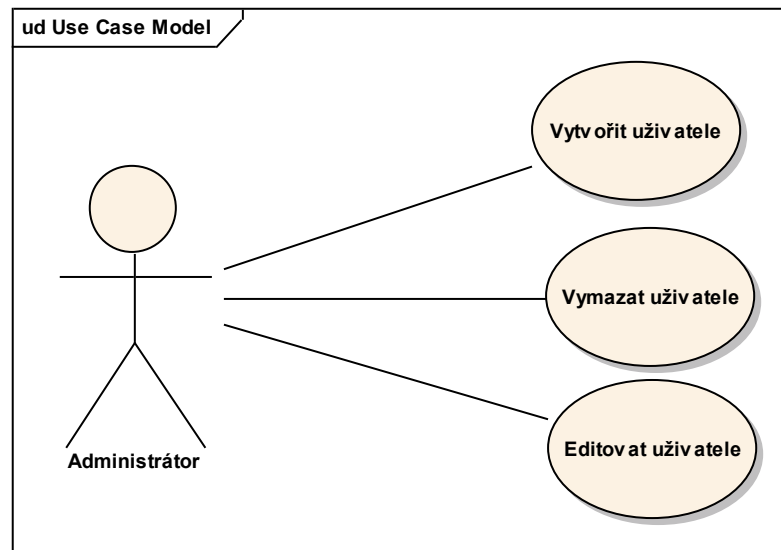 ud Use Case Model
Vytvořit uživatele
Vymazat uživatele
Editovat uživatele
Administrátor